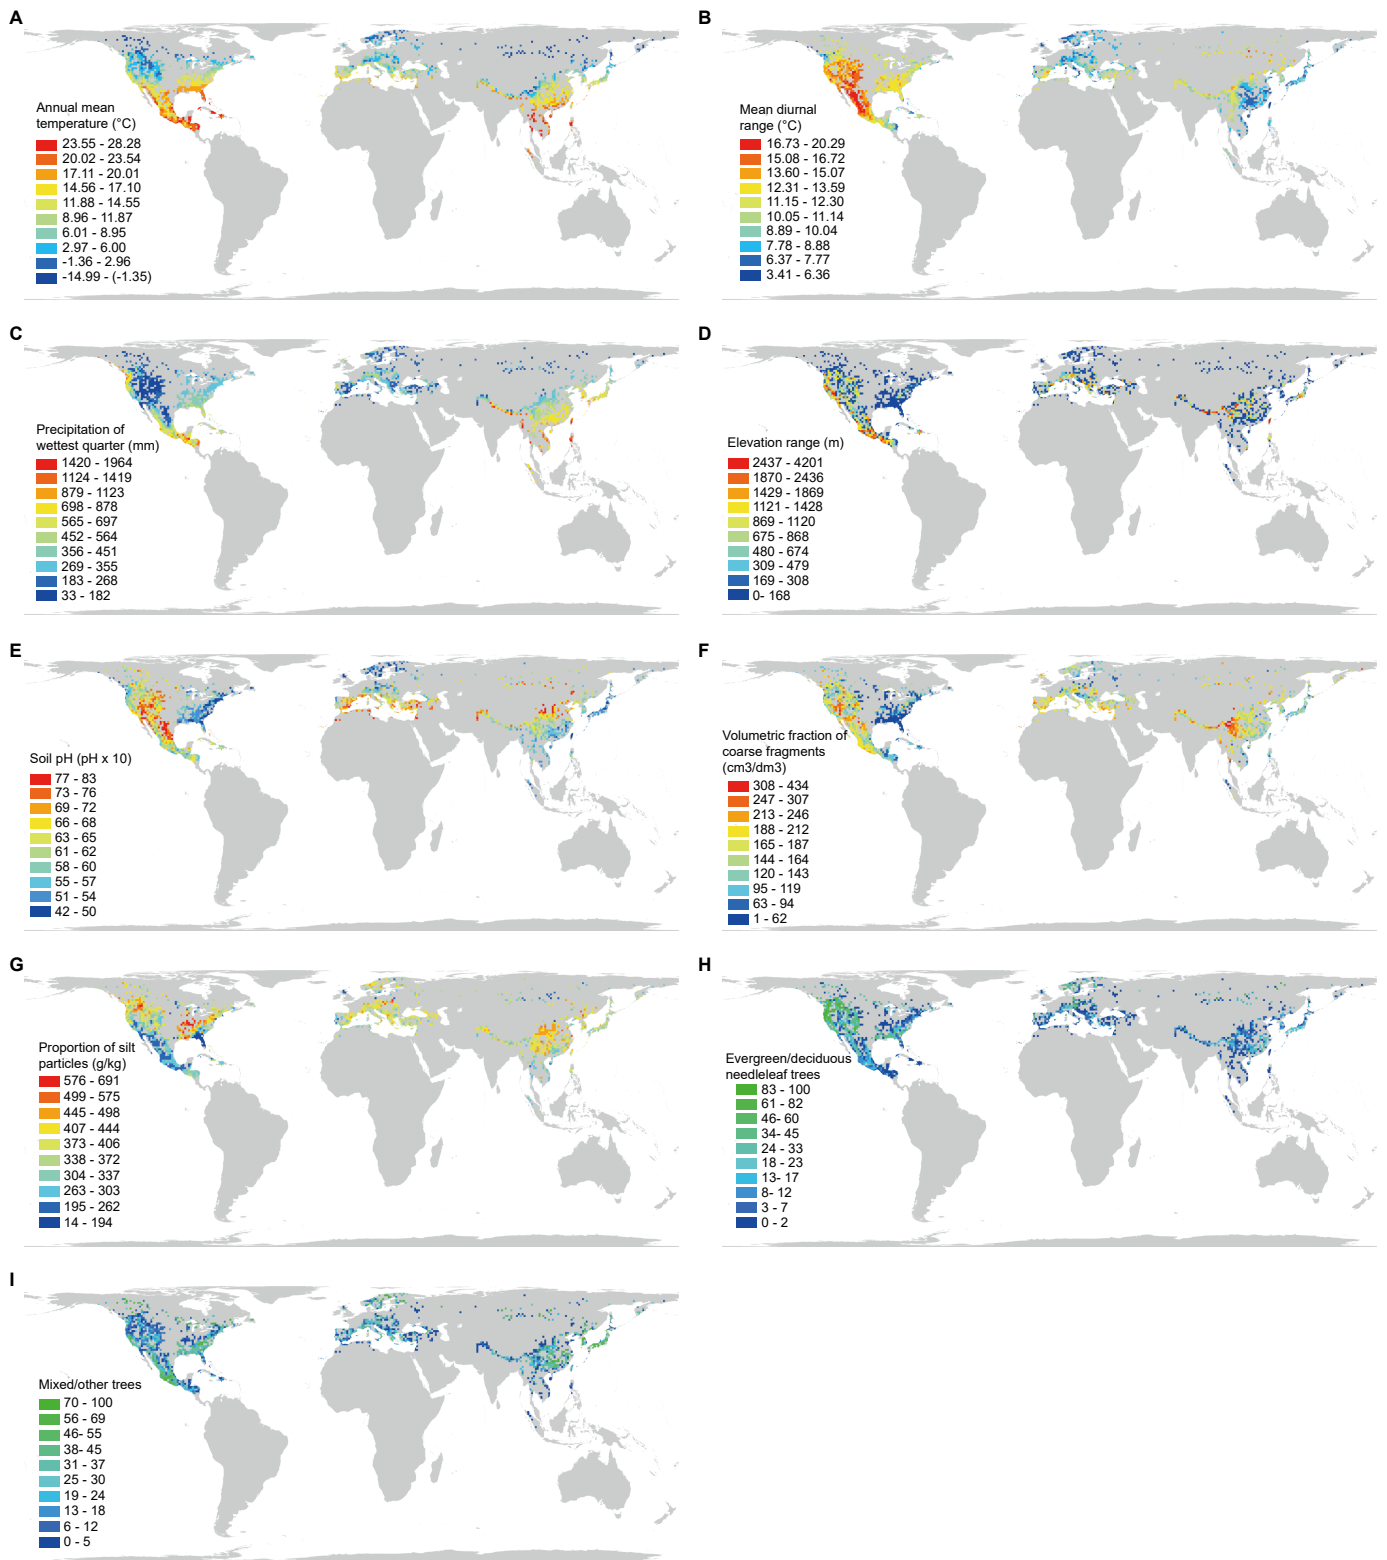 A
Annual mean
temperature (°C)
23.55 - 28.28
20.02 - 23.54
17.11 - 20.01
14.56 - 17.10
11.88 - 14.55
8.96 - 11.87
6.01 - 8.95
2.97 - 6.00
-1.36 - 2.96
-14.99 - (-1.35)
B
Mean diurnal
range (°C)
16.73 - 20.29
15.08 - 16.72
13.60 - 15.07
12.31 - 13.59
11.15 - 12.30
10.05 - 11.14
8.89 - 10.04
7.78 - 8.88
6.37 - 7.77
3.41 - 6.36
C
Precipitation of
wettest quarter (mm)
1420 - 1964
1124 - 1419
879 - 1123
698 - 878
565 - 697
452 - 564
356 - 451
269 - 355
183 - 268
33 - 182
D
Elevation range (m)
2437 - 4201
1870 - 2436
1429 - 1869
1121 - 1428
869 - 1120
675 - 868
480 - 674
309 - 479
169 - 308
0- 168
E
Soil pH (pH x 10)
77 - 83
73 - 76
69 - 72
66 - 68
63 - 65
61 - 62
58 - 60
55 - 57
51 - 54
42 - 50
F
Volumetric fraction of
coarse fragments
(cm3/dm3)
308 - 434
247 - 307
213 - 246
188 - 212
165 - 187
144 - 164
120 - 143
95 - 119
63 - 94
1 - 62
G
Proportion of silt
particles (g/kg)
576 - 691
499 - 575
445 - 498
407 - 444
373 - 406
338 - 372
304 - 337
263 - 303
195 - 262
14 - 194
H
Evergreen/deciduous
needleleaf trees
83 - 100
61 - 82
46- 60
34- 45
24 - 33
18 - 23
13- 17
8- 12
3 - 7
0 - 2
I
Mixed/other trees
70 - 100
56 - 69
46- 55
38- 45
31 - 37
25 - 30
19 - 24
13 - 18
6 - 12
0 - 5